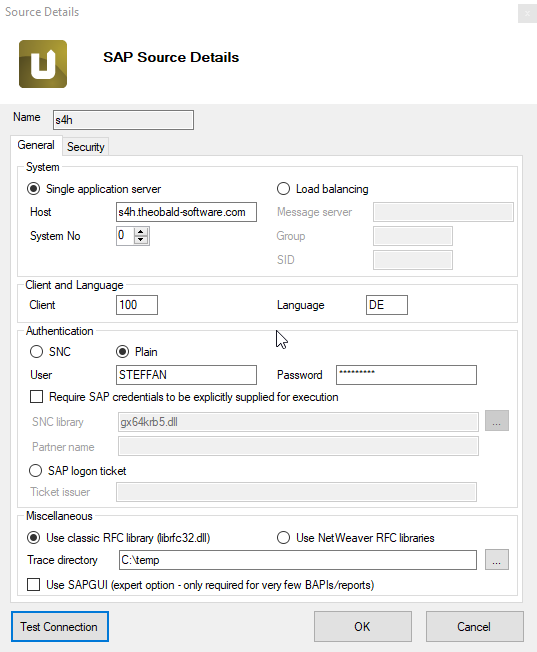 Source Details
x
SAP Source Details
Name s4h
General Security
System
Single application server Load balancing
Host s4h.theobald-software.com Message server
System No 0 Group
SID
Client and Language
Client 100 Language DE
Authentication
SNC Plain
User STEFFAN Password *********
Require SAP credentials to be explicitly supplied for execution
SNC library gx64krb5.dll ...
Partner name
SAP logon ticket
Ticket issuer
Miscellaneous
Use classic RFC library (librfc32.dll) Use NetWeaver RFC libraries
Trace directory C:\temp ...
Use SAPGUI (expert option - only required for very few BAPIs/reports)
Test Connection OK Cancel